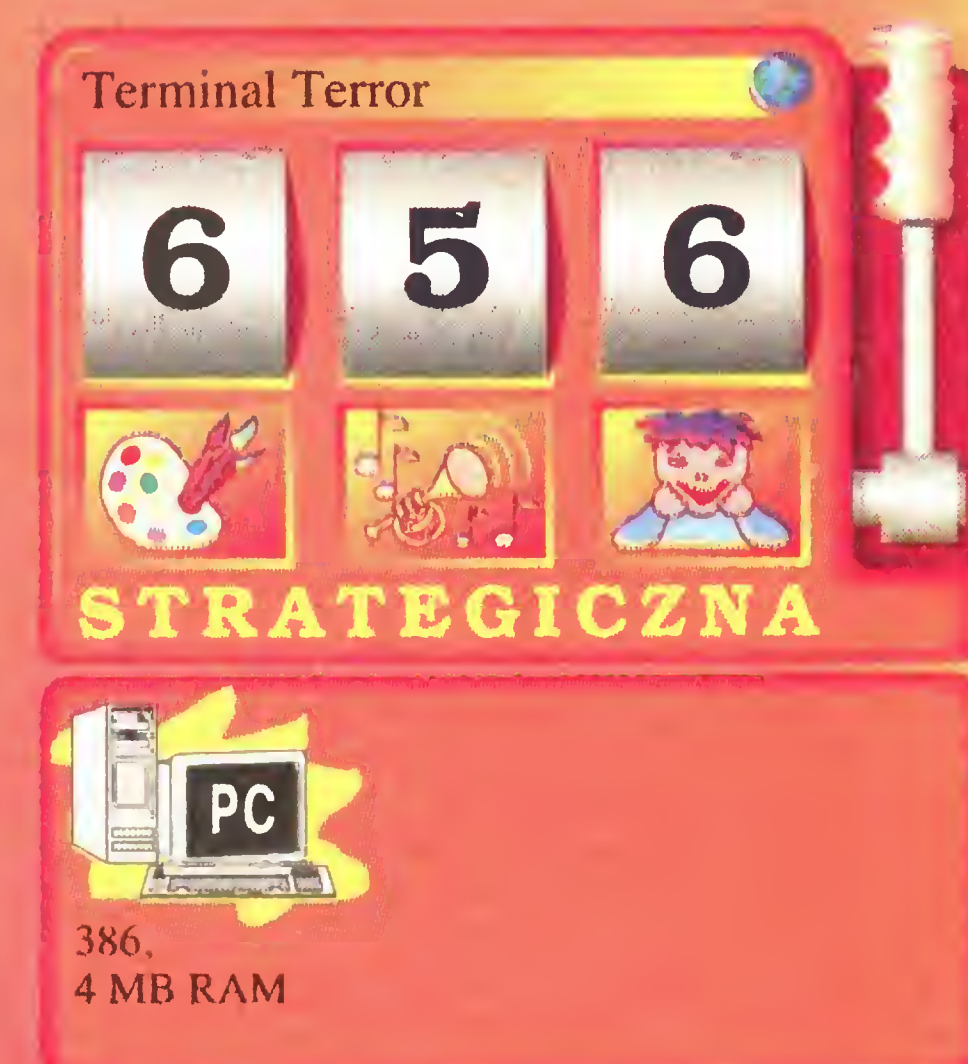 Terminal Terror
6 5 6
STRATEGICZNA
PC
386,
4 MB RAM